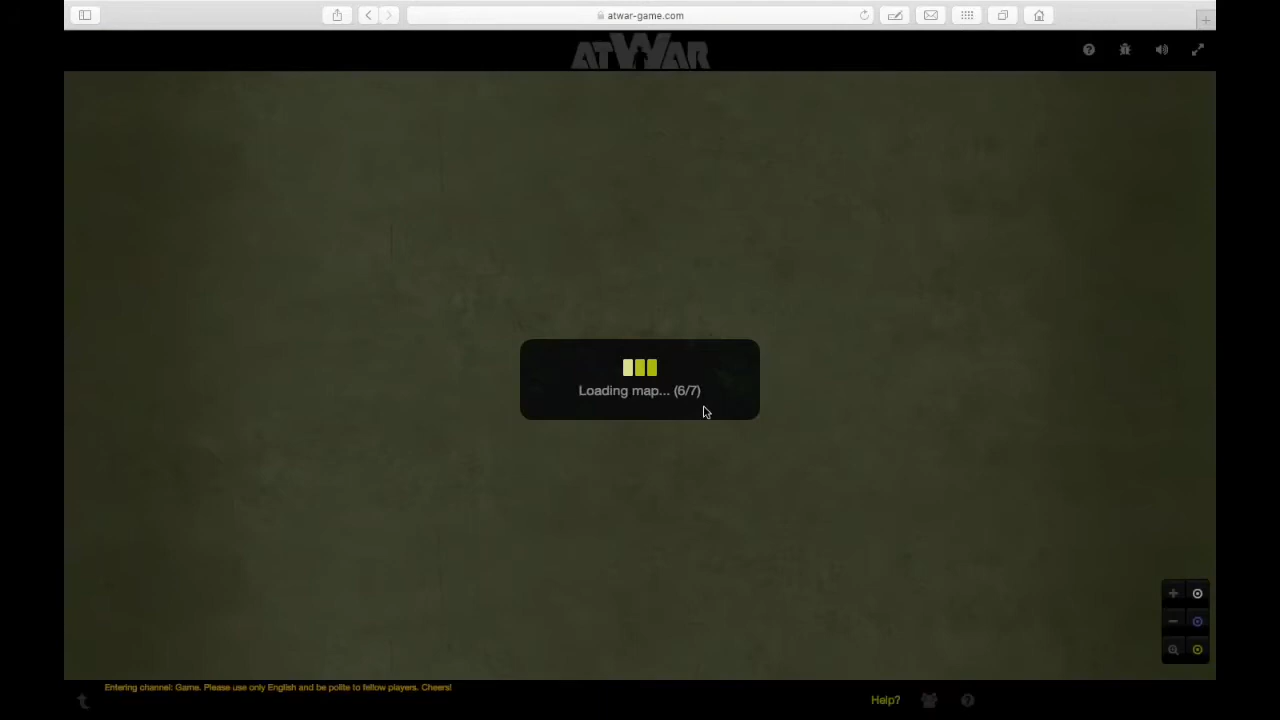 atwar-game.com
atWar
Loading map... (6/7)
Entering channel: Game. Please use only English and be polite to fellow players. Cheers!
Help?